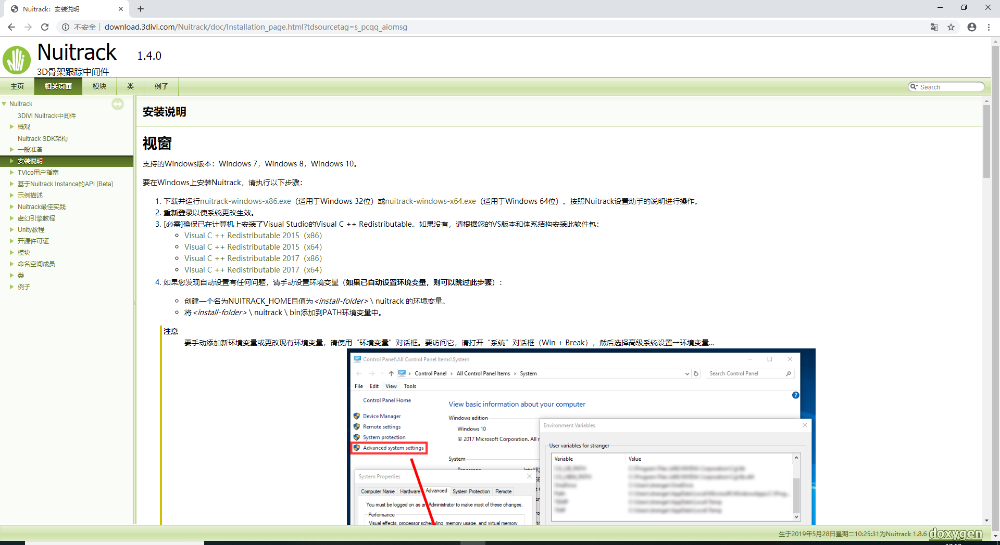 Nuitrack：安装说明
不安全 download.3divi.com/Nuitrack/doc/Installation_page.html?tdsourcetag=s_pcqq_aiomsg
Nuitrack 1.4.0
3D骨架跟踪中间件
主页 相关页面 模块 类 例子 Search
Nuitrack
3DiVi Nuitrack中间件
概观
Nuitrack SDK架构
一般准备
安装说明
TVico用户指南
基于Nuitrack Instance的API [Beta]
示例描述
Nuitrack最佳实践
虚幻引擎教程
Unity教程
开源许可证
模块
命名空间成员
类
例子
安装说明
视窗
支持的Windows版本：Windows 7，Windows 8，Windows 10。
要在Windows上安装Nuitrack，请执行以下步骤：
1. 下载并运行nuitrack-windows-x86.exe（适用于Windows 32位）或nuitrack-windows-x64.exe（适用于Windows 64位）。按照Nuitrack设置助手的说明进行操作。
2. 重新登录以使系统更改生效。
3. [必需]确保已在计算机上安装了Visual Studio的Visual C ++ Redistributable。如果没有，请根据您的VS版本和体系结构安装此软件包：
Visual C ++ Redistributable 2015（x86）
Visual C ++ Redistributable 2015（x64）
Visual C ++ Redistributable 2017（x86）
Visual C ++ Redistributable 2017（x64）
4. 如果您发现自动设置有任何问题，请手动设置环境变量（如果已自动设置环境变量，则可以跳过此步骤）：
创建一个名为NUITRACK_HOME且值为<install-folder> \ nuitrack 的环境变量。
将<install-folder> \ nuitrack \ bin添加到PATH环境变量中。
注意
要手动添加新环境变量或更改现有环境变量，请使用“环境变量”对话框。要访问它，请打开“系统”对话框（Win + Break），然后选择高级系统设置→环境变量...
Control Panel\All Control Panel Items\System
Control Panel › All Control Panel Items › System Search Control Panel
File Edit View Tools
Control Panel Home
Device Manager
Remote settings
System protection
Advanced system settings
View basic information about your computer
Windows edition
Windows 10
© 2017 Microsoft Corporation. All r
System
Processor: Intel(R)
Environment Variables
User variables for stranger
Variable Value
System Properties
Computer Name Hardware Advanced System Protection Remote
You must be logged on as an Administrator to make most of these changes.
Performance
Visual effects, processor scheduling, memory usage, and virtual memory
生于2019年5月28日星期二10:25:31为Nuitrack 1.8.6 doxygen